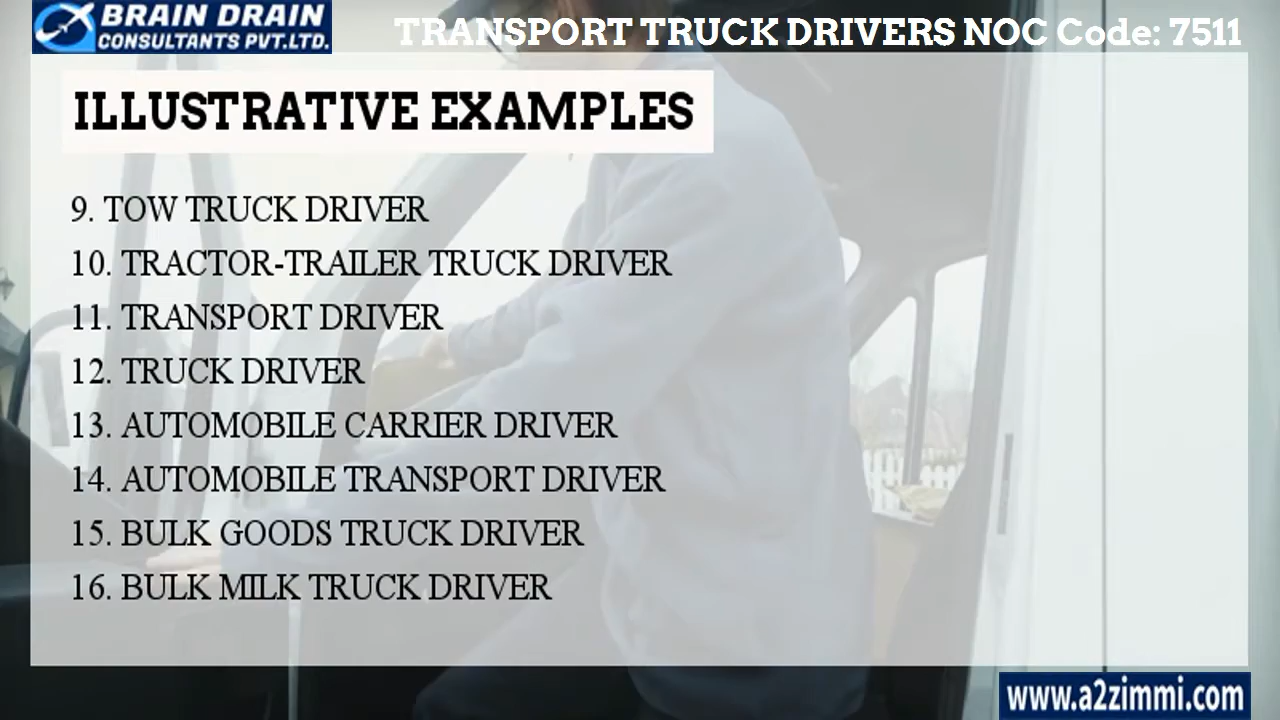 BRAIN DRAIN
CONSULTANTS PVT.LTD.
TRANSPORT TRUCK DRIVERS NOC Code: 7511
ILLUSTRATIVE EXAMPLES
9. TOW TRUCK DRIVER
10. TRACTOR-TRAILER TRUCK DRIVER
11. TRANSPORT DRIVER
12. TRUCK DRIVER
13. AUTOMOBILE CARRIER DRIVER
14. AUTOMOBILE TRANSPORT DRIVER
15. BULK GOODS TRUCK DRIVER
16. BULK MILK TRUCK DRIVER
www.a2zimmi.com